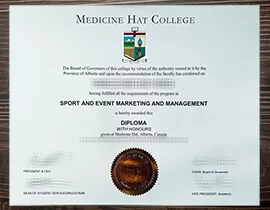 MEDICINE HAT COLLEGE
The Board of Governors of this college by virtue of the authority vested in it by the
Province of Alberta and upon the recommendation of the faculty has conferred on
having fulfilled all the requirements of the program in
SPORT AND EVENT MARKETING AND MANAGEMENT
is hereby awarded this
DIPLOMA
WITH HONOURS
given at Medicine Hat, Alberta, Canada
PRESIDENT & CEO
CHAIR, Board of Governors
DEAN OF STUDENT SERVICES/REGISTRAR
VICE PRESIDENT, Academic